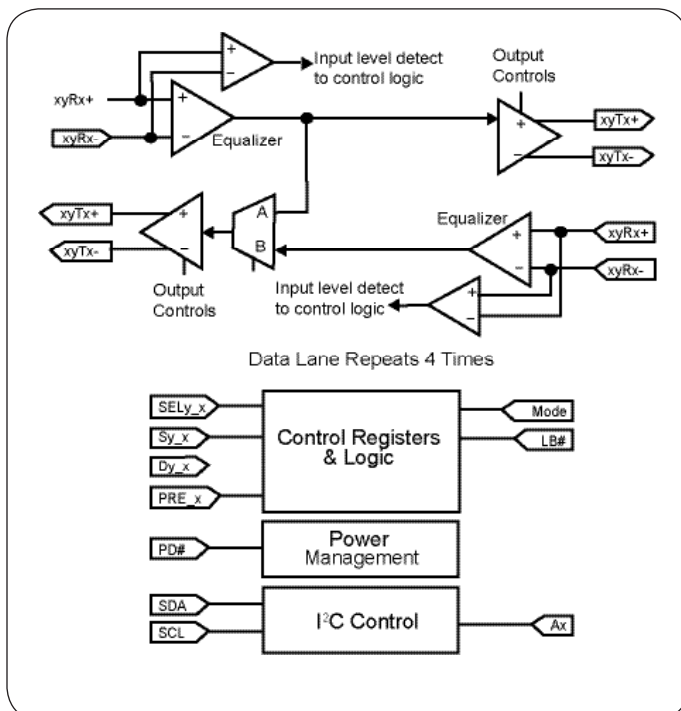 Input level detect
to control logic
Output
Controls
+
−
xyRx+
xyRx-
+
−
Equalizer
+
−
xyTx+
xyTx-
xyTx+
xyTx-
+
−
A
B
Equalizer
+
−
xyRx+
xyRx-
Output
Controls
Input level detect
to control logic
+
−
Data Lane Repeats 4 Times
SELy_x
Sy_x
Dy_x
PRE_x
Control Registers
& Logic
Mode
LB#
PD#
Power
Management
SDA
SCL
I²C Control
Ax